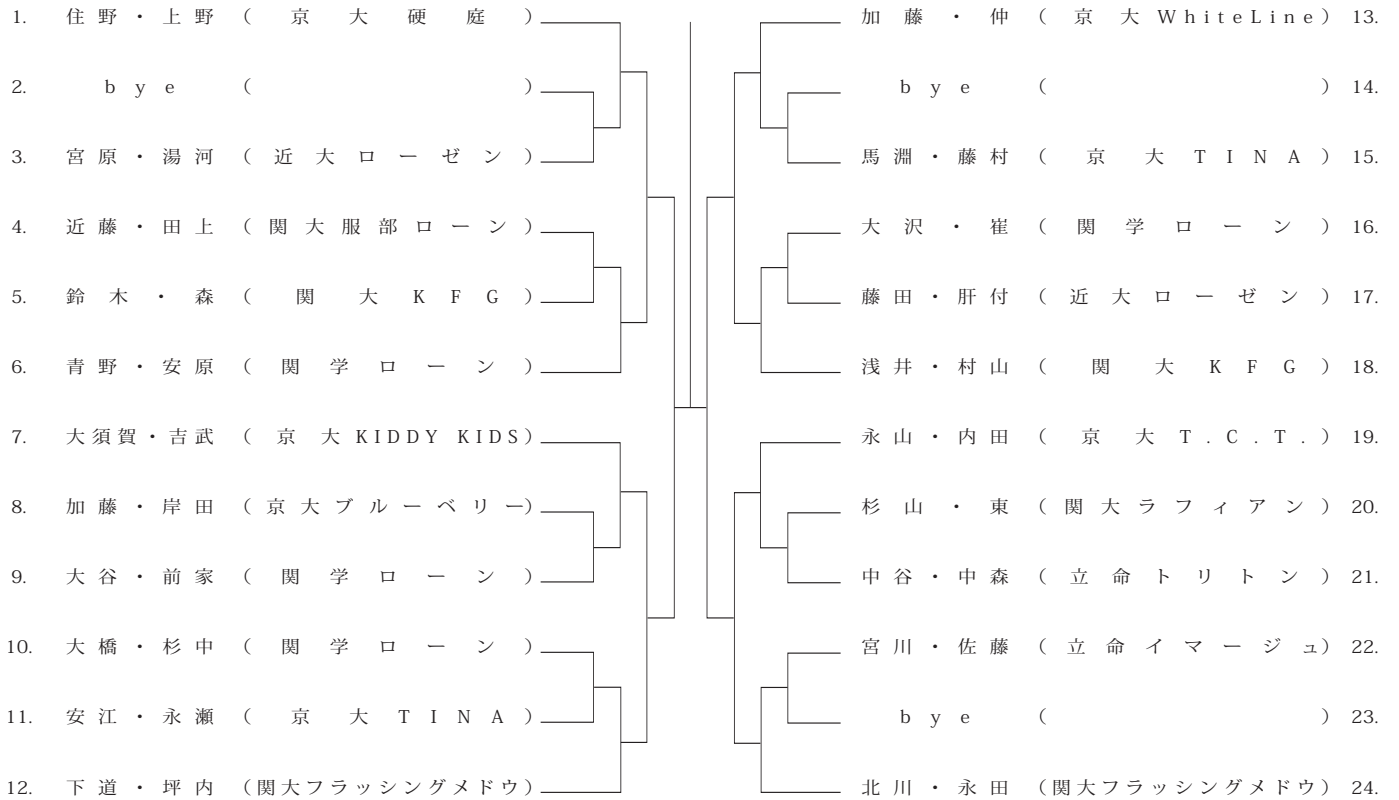 1. 住野・上野 (京大硬庭)
2. bye ( )
3. 宮原・湯河 (近大ローゼン)
4. 近藤・田上 (関大服部ローン)
5. 鈴木・森 (関大KFG)
6. 青野・安原 (関学ローン)
7. 大須賀・吉武 (京大KIDDY KIDS)
8. 加藤・岸田 (京大ブルーベリー)
9. 大谷・前家 (関学ローン)
10. 大橋・杉中 (関学ローン)
11. 安江・永瀬 (京大TINA)
12. 下道・坪内 (関大フラッシングメドウ)
加藤・仲 (京大WhiteLine) 13.
bye ( ) 14.
馬淵・藤村 (京大TINA) 15.
大沢・崔 (関学ローン) 16.
藤田・肝付 (近大ローゼン) 17.
浅井・村山 (関大KFG) 18.
永山・内田 (京大T.C.T.) 19.
杉山・東 (関大ラフィアン) 20.
中谷・中森 (立命トリトン) 21.
宮川・佐藤 (立命イマージュ) 22.
bye ( ) 23.
北川・永田 (関大フラッシングメドウ) 24.